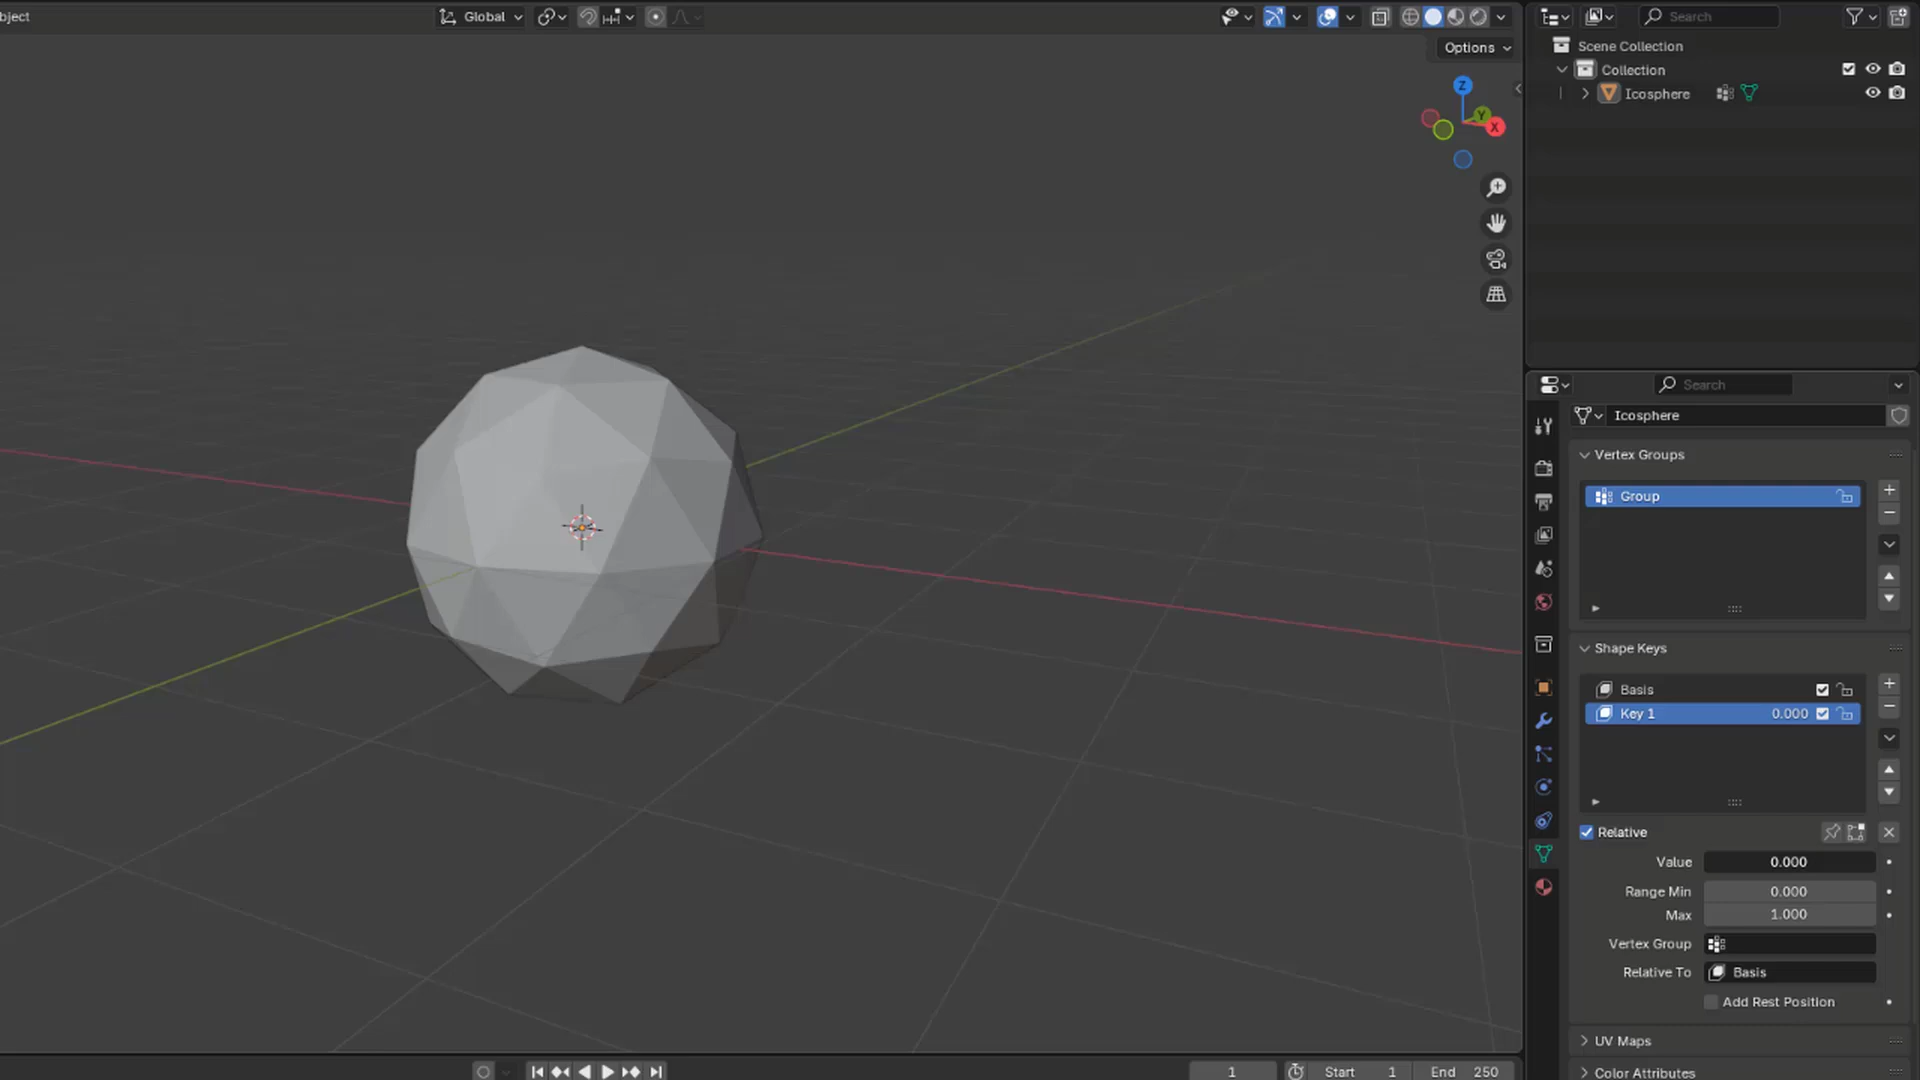 bject
Global
Options
Z
Y
X
Search
Scene Collection
Collection
Icosphere
Search
Icosphere
Vertex Groups
Group
Shape Keys
Basis
Key 1 0.000
Relative
Value 0.000
Range Min 0.000
Max 1.000
Vertex Group
Relative To Basis
Add Rest Position
UV Maps
Color Attributes
1 Start 1 End 250